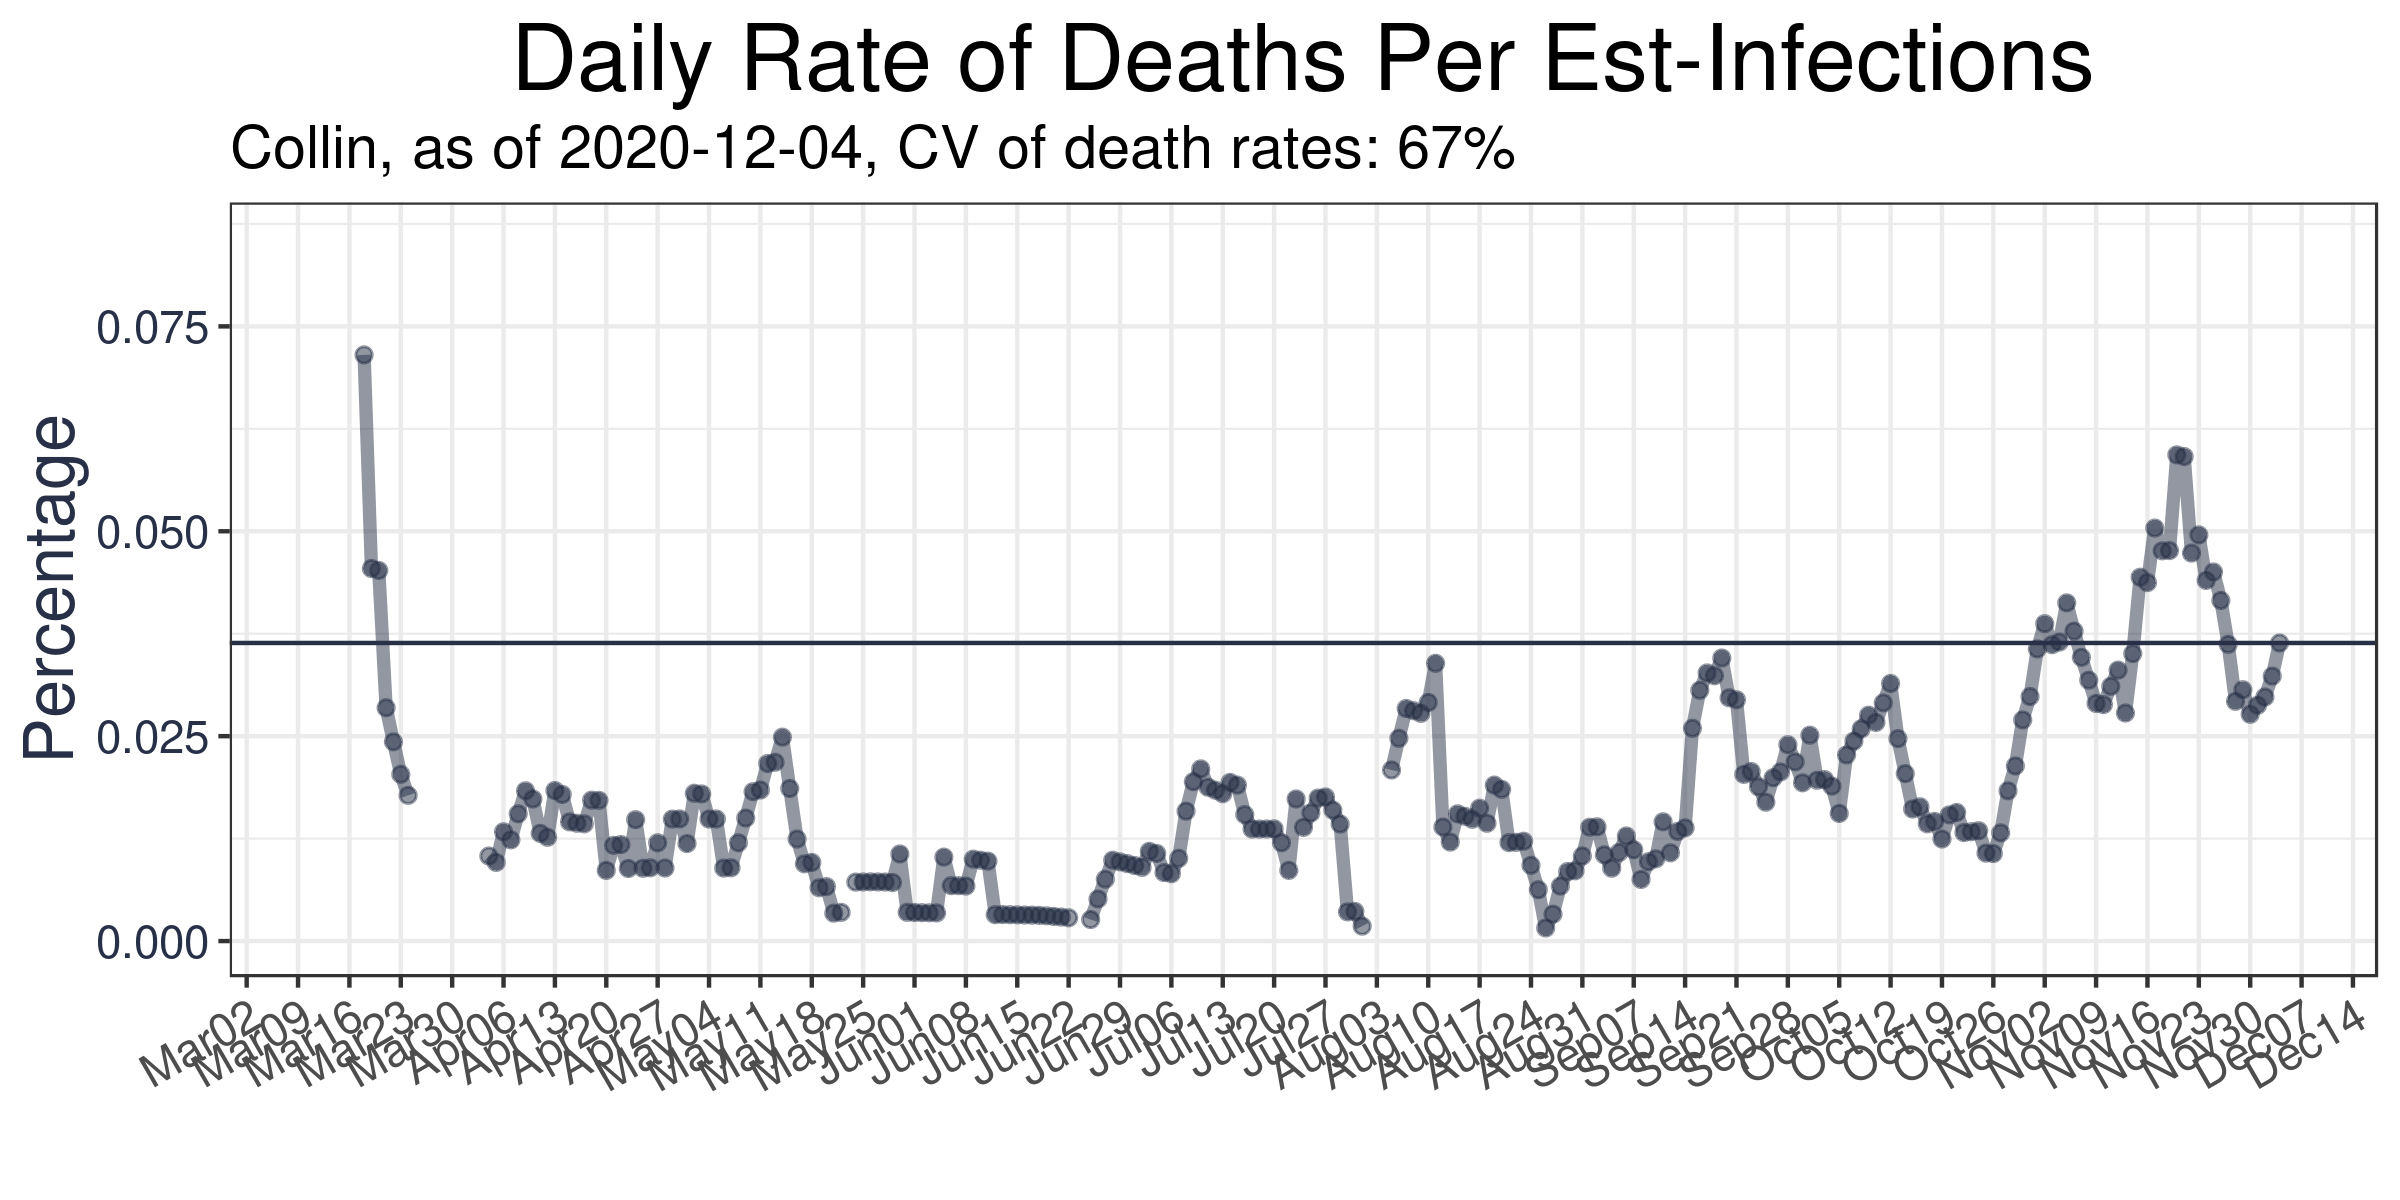 Daily Rate of Deaths Per Est-Infections
Collin, as of 2020-12-04, CV of death rates: 67%
Percentage
0.075
0.050
0.025
0.000
Mar02
Mar09
Mar16
Mar23
Mar30
Apr06
Apr13
Apr20
Apr27
May04
May11
May18
May25
Jun01
Jun08
Jun15
Jun22
Jun29
Jul06
Jul13
Jul20
Jul27
Aug03
Aug10
Aug17
Aug24
Aug31
Sep07
Sep14
Sep21
Sep28
Oct05
Oct12
Oct19
Oct26
Nov02
Nov09
Nov16
Nov23
Nov30
Dec07
Dec14